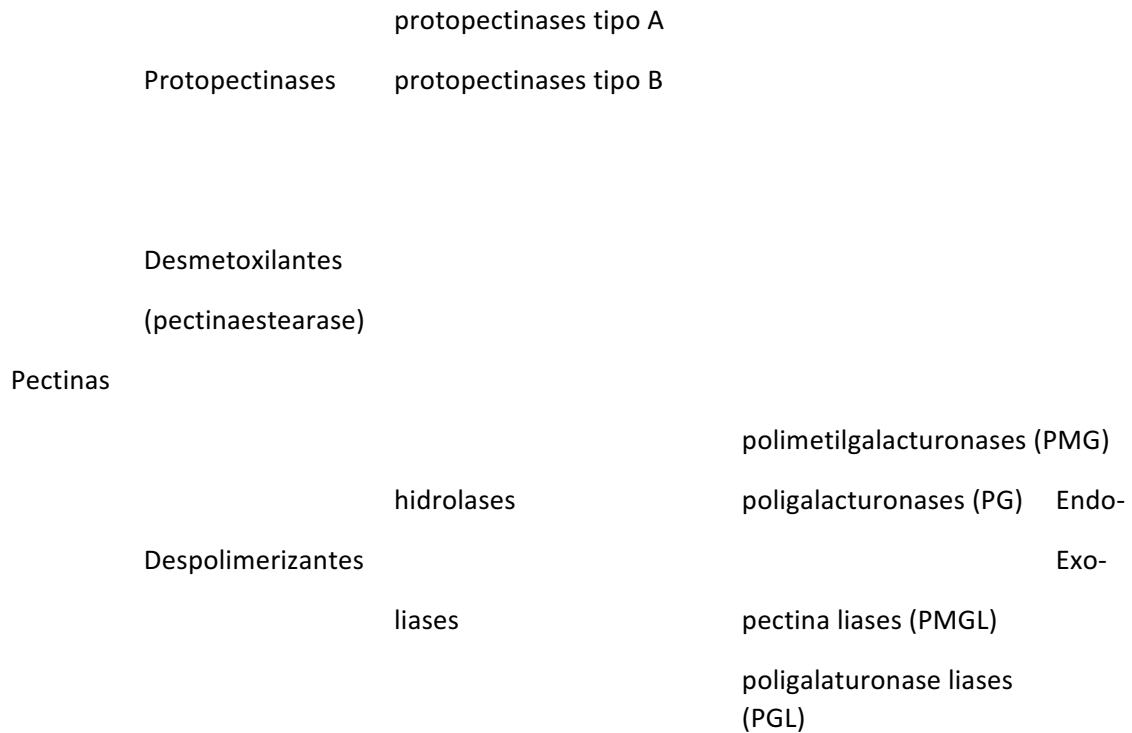 protopectinases tipo A
Protopectinases protopectinases tipo B
Desmetoxilantes
(pectinaestearase)
Pectinas
polimetilgalacturonases (PMG)
hidrolases poligalacturonases (PG) Endo-
Despolimerizantes Exo-
liases pectina liases (PMGL)
poligalaturonase liases
(PGL)